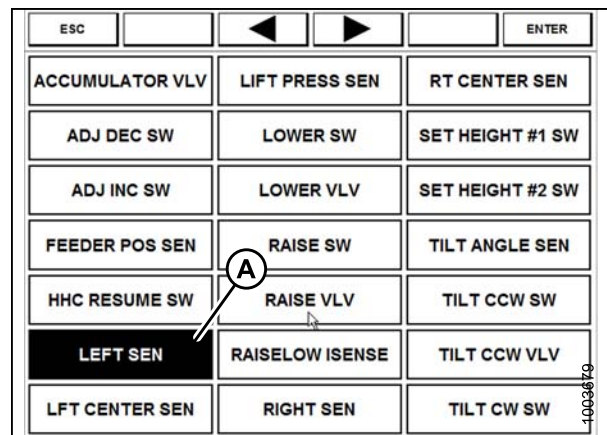 ESC ENTER
ACCUMULATOR VLV LIFT PRESS SEN RT CENTER SEN
ADJ DEC SW LOWER SW SET HEIGHT #1 SW
ADJ INC SW LOWER VLV SET HEIGHT #2 SW
FEEDER POS SEN RAISE SW TILT ANGLE SEN
A
HHC RESUME SW RAISE VLV TILT CCW SW
LEFT SEN RAISELOW ISENSE TILT CCW VLV
LFT CENTER SEN RIGHT SEN TILT CW SW
1003679